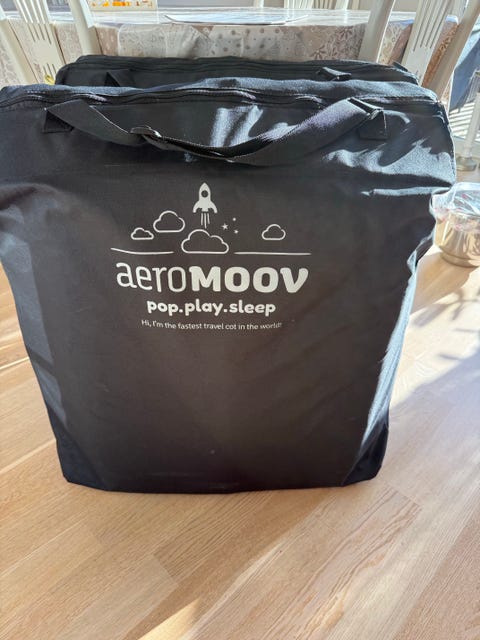 aeroMOOV
pop.play.sleep
Hi, I'm the fastest travel cot in the world!